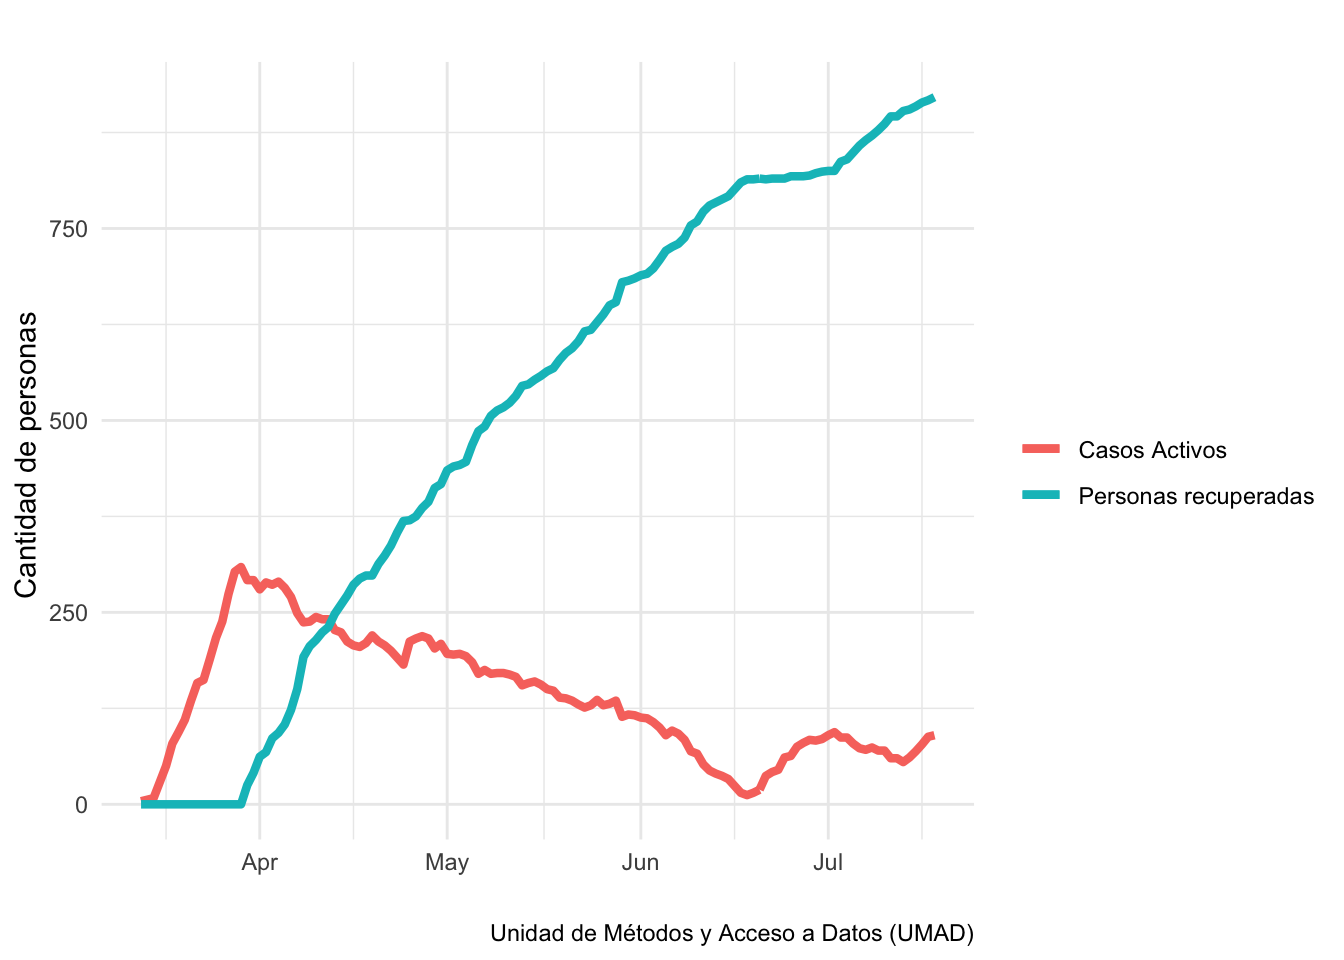 Cantidad de personas
750
500
250
0
Apr
May
Jun
Jul
Casos Activos
Personas recuperadas
Unidad de Métodos y Acceso a Datos (UMAD)